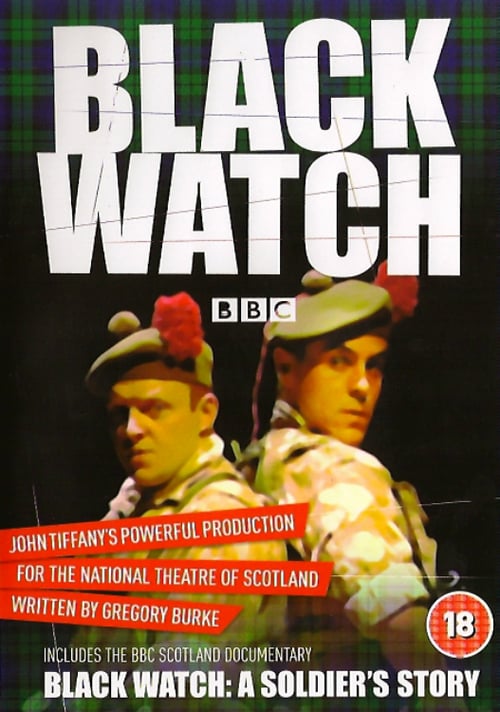 BLACK
WATCH
BBC
JOHN TIFFANY'S POWERFUL PRODUCTION
FOR THE NATIONAL THEATRE OF SCOTLAND
WRITTEN BY GREGORY BURKE
18
INCLUDES THE BBC SCOTLAND DOCUMENTARY
BLACK WATCH: A SOLDIER'S STORY